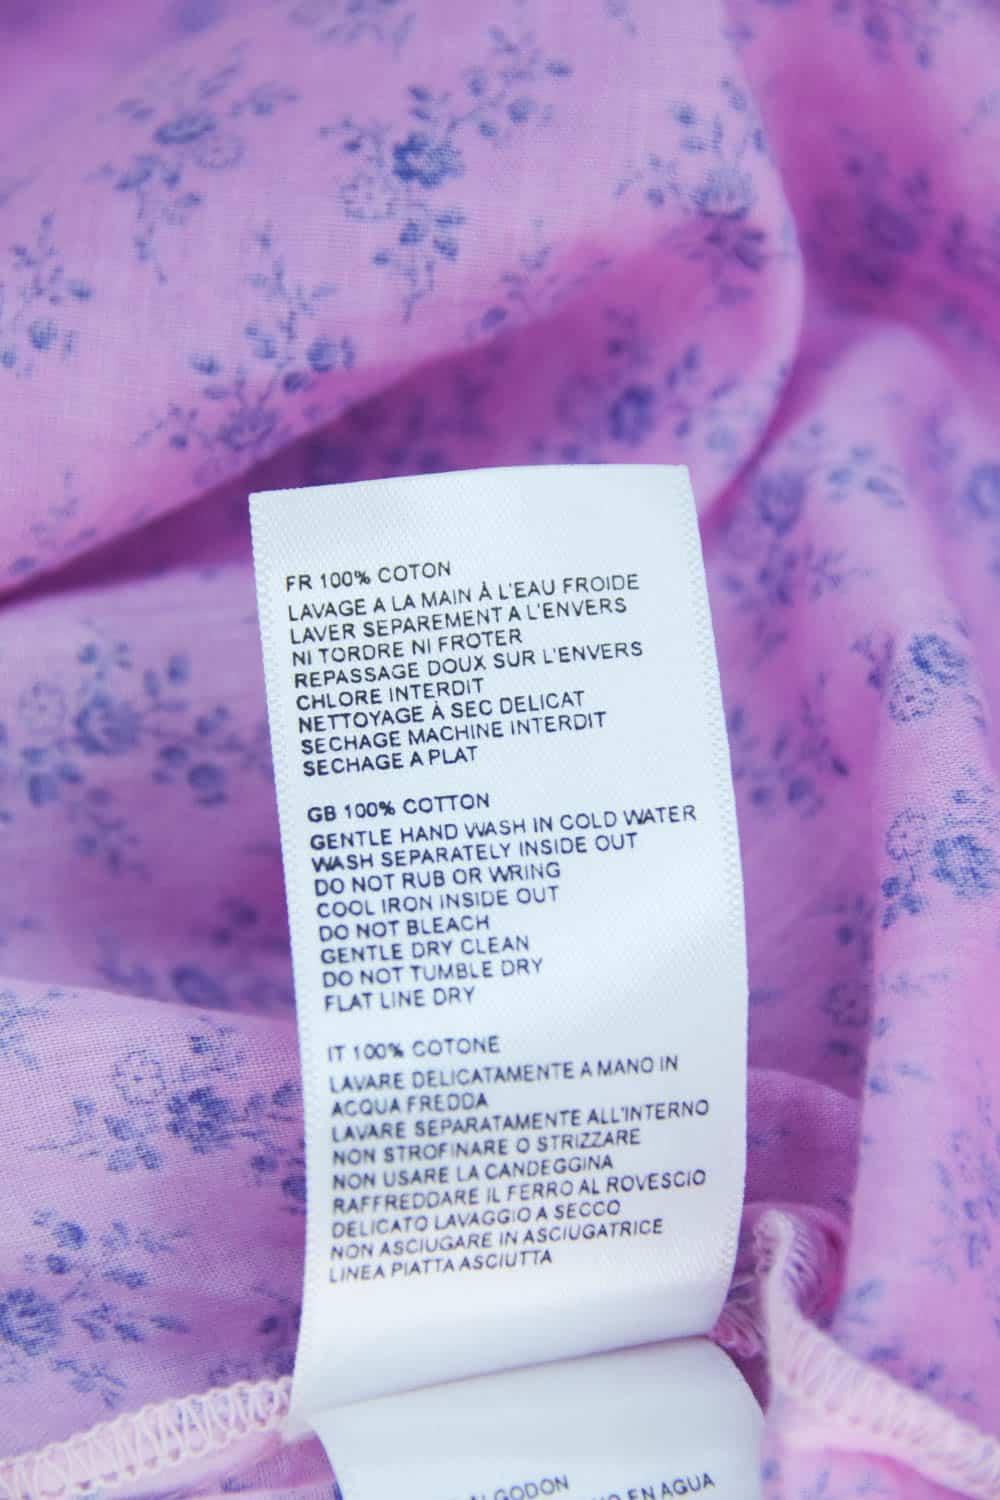 FR 100% COTON
LAVAGE A LA MAIN À L'EAU FROIDE
LAVER SEPAREMENT A L'ENVERS
NI TORDRE NI FROTER
REPASSAGE DOUX SUR L'ENVERS
CHLORE INTERDIT
NETTOYAGE À SEC DELICAT
SECHAGE MACHINE INTERDIT
SECHAGE A PLAT
GB 100% COTTON
GENTLE HAND WASH IN COLD WATER
WASH SEPARATELY INSIDE OUT
DO NOT RUB OR WRING
COOL IRON INSIDE OUT
DO NOT BLEACH
GENTLE DRY CLEAN
DO NOT TUMBLE DRY
FLAT LINE DRY
IT 100% COTONE
LAVARE DELICATAMENTE A MANO IN
ACQUA FREDDA
LAVARE SEPARATAMENTE ALL'INTERNO
NON STROFINARE O STRIZZARE
NON USARE LA CANDEGGINA
RAFFREDDARE IL FERRO AL ROVESCIO
DELICATO LAVAGGIO A SECCO
NON ASCIUGARE IN ASCIUGATRICE
LINEA PIATTA ASCIUTTA
ALGODON
EN AGUA